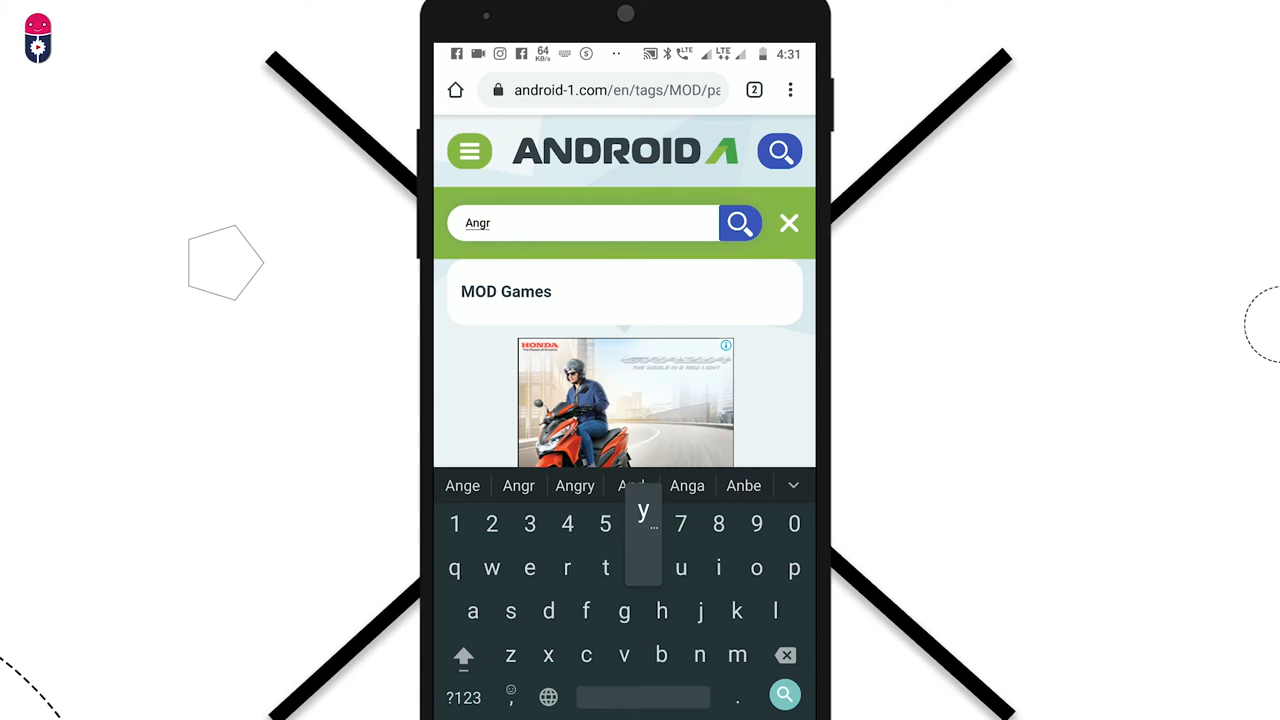 64
KB/s
S
LTE
LTE
4:31
android-1.com/en/tags/MOD/pa
2
ANDROID
Angr
MOD Games
HONDA
GRAZIA
Ange Angr Angry Anga Anbe
1 2 3 4 5 7 8 9 0
y
...
q w e r t u i o p
a s d f g h j k l
z x c v b n m
?123 , .